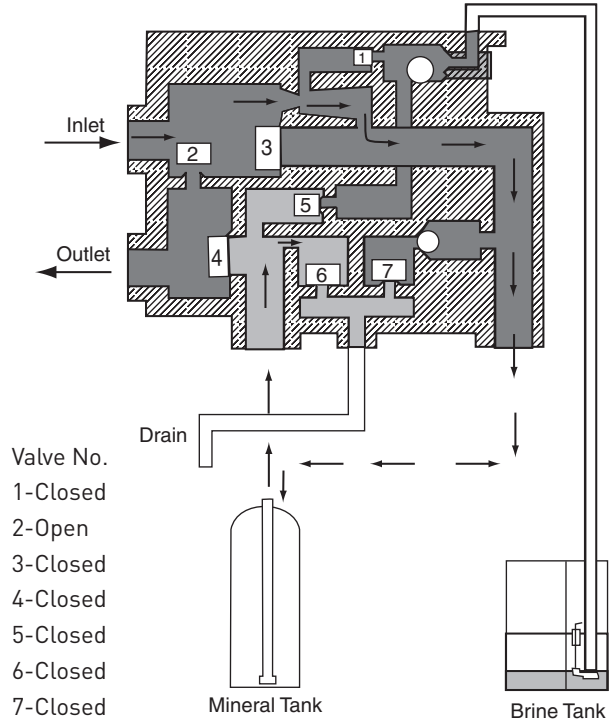 1
Inlet
2
3
5
Outlet
4
6
7
Drain
Valve No.
1-Closed
2-Open
3-Closed
4-Closed
5-Closed
6-Closed
7-Closed
Mineral Tank
Brine Tank